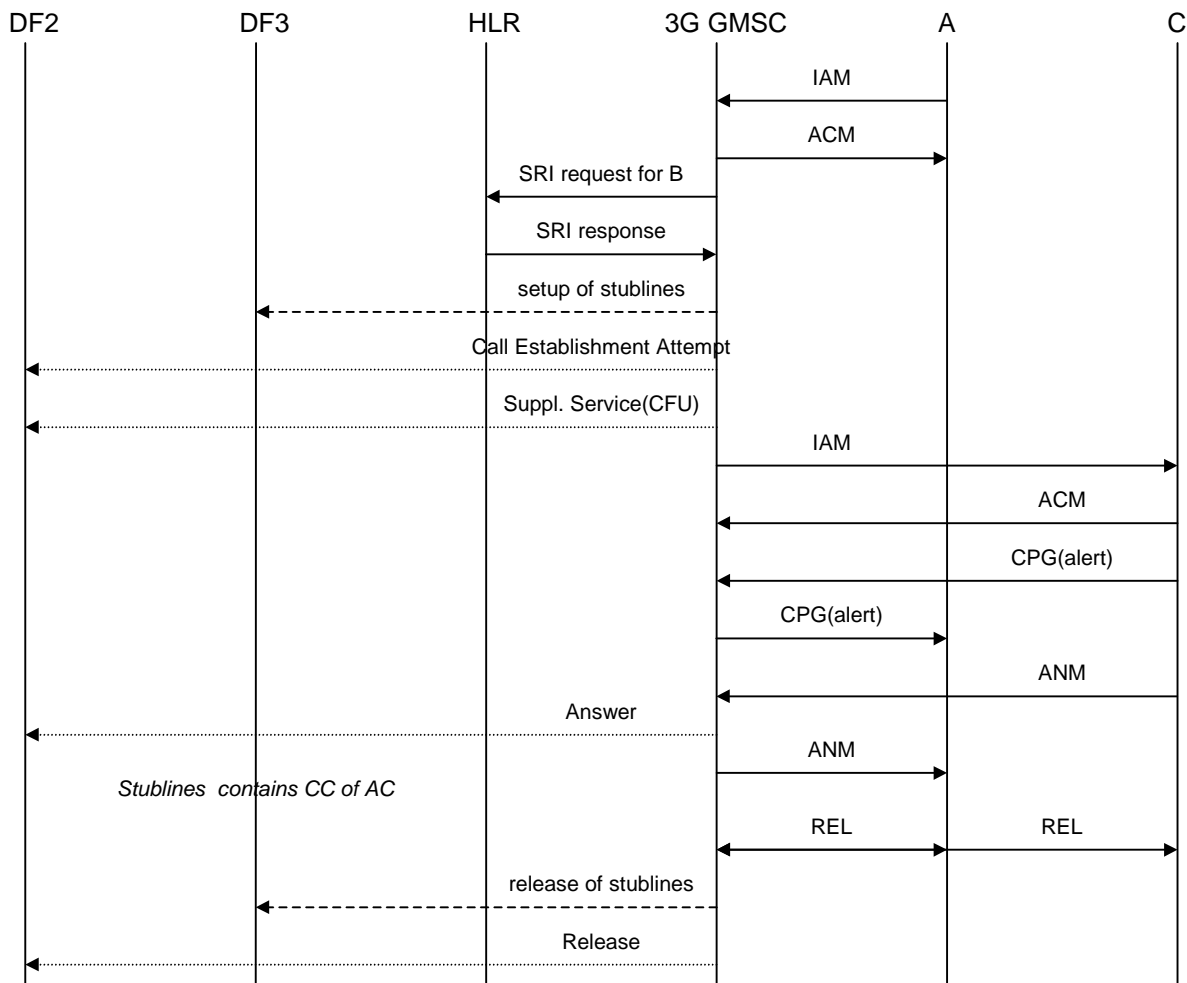 DF2 DF3 HLR 3G GMSC A C
IAM
ACM
SRI request for B
SRI response
setup of stublines
Call Establishment Attempt
Suppl. Service(CFU)
IAM
ACM
CPG(alert)
CPG(alert)
ANM
Answer
ANM
Stublines contains CC of AC
REL REL
release of stublines
Release